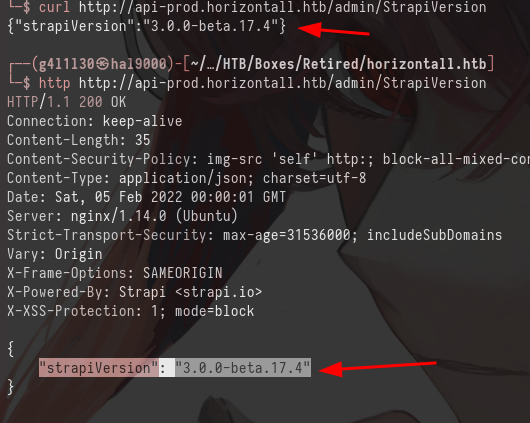 └─$ curl http://api-prod.horizontall.htb/admin/StrapiVersion
{"strapiVersion":"3.0.0-beta.17.4"}
┌──(g4l1l30㉿hal9000)-[~/…/HTB/Boxes/Retired/horizontall.htb]
└─$ http http://api-prod.horizontall.htb/admin/StrapiVersion
HTTP/1.1 200 OK
Connection: keep-alive
Content-Length: 35
Content-Security-Policy: img-src 'self' http:; block-all-mixed-con
Content-Type: application/json; charset=utf-8
Date: Sat, 05 Feb 2022 00:00:01 GMT
Server: nginx/1.14.0 (Ubuntu)
Strict-Transport-Security: max-age=31536000; includeSubDomains
Vary: Origin
X-Frame-Options: SAMEORIGIN
X-Powered-By: Strapi <strapi.io>
X-XSS-Protection: 1; mode=block
{
"strapiVersion": "3.0.0-beta.17.4"
}